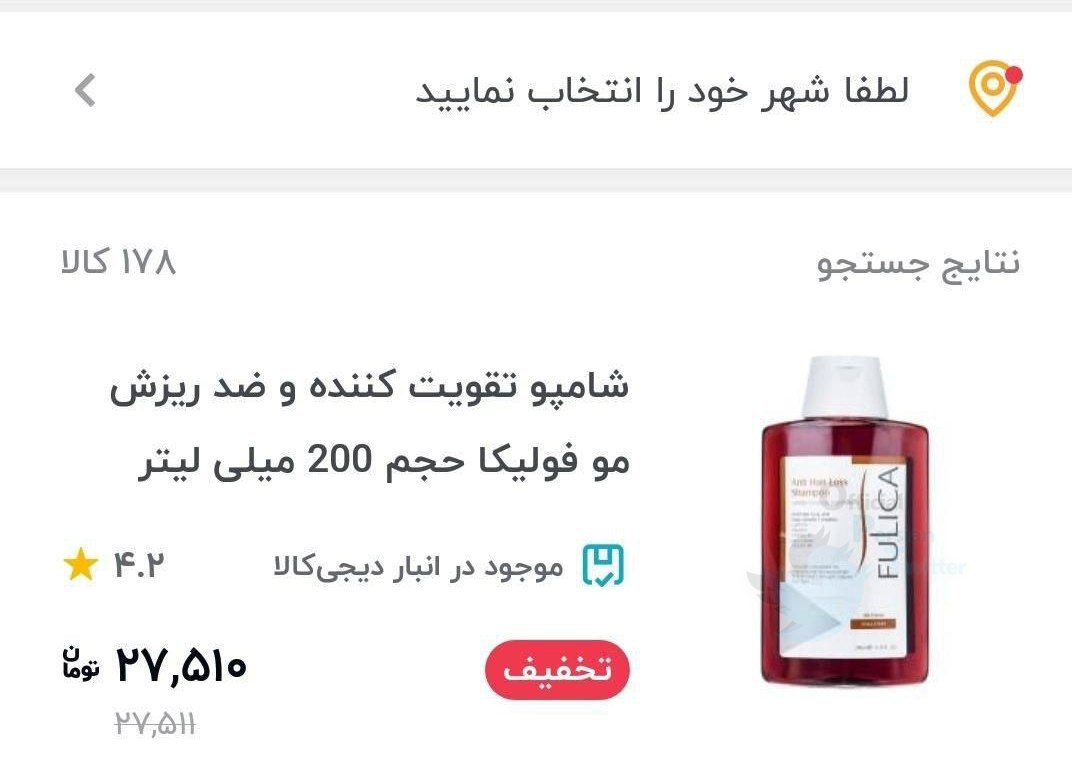 لطفا شهر خود را انتخاب نمایید
نتایج جستجو
۱۷۸ کالا
شامپو تقویت کننده و ضد ریزش
مو فولیکا حجم 200 میلی لیتر
موجود در انبار دیجی‌کالا
۴.۲
تخفیف
۲۷,۵۱۰ تومان
۲۷,۵۱۱
Anti Hair Loss
Shampoo
FULICA